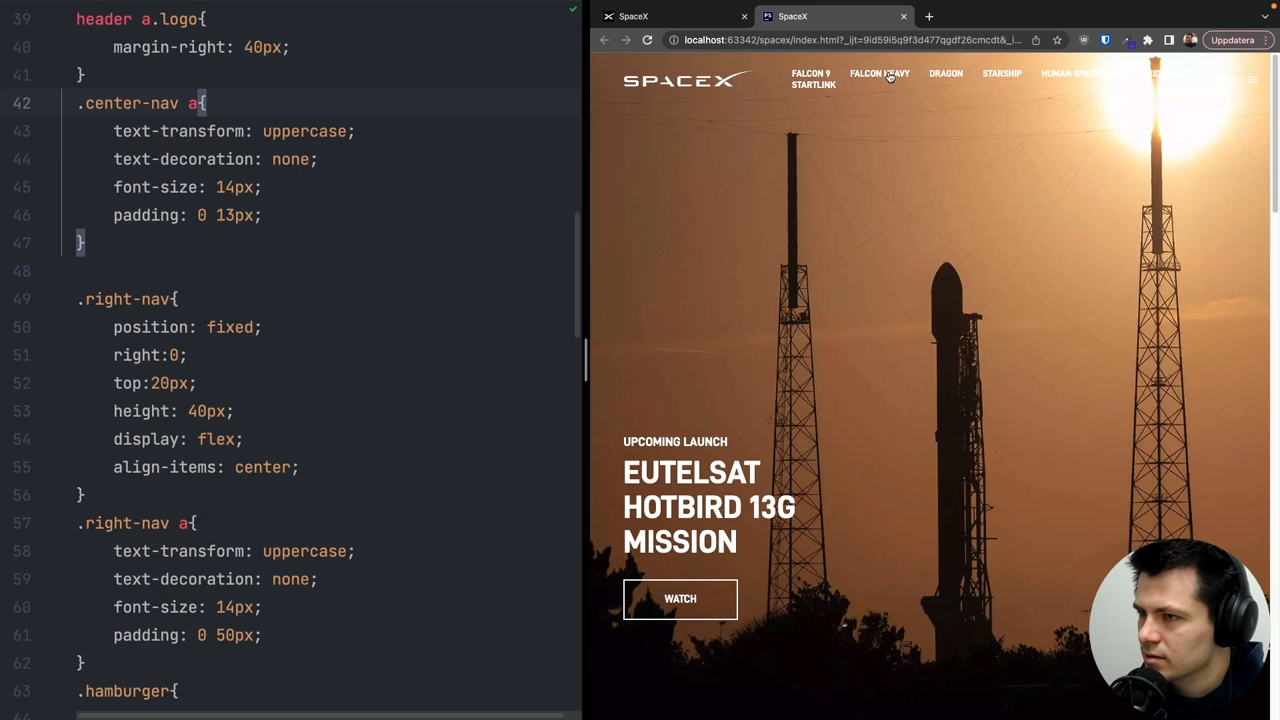 39 header a.logo{
40 margin-right: 40px;
41 }
42 .center-nav a{
43 text-transform: uppercase;
44 text-decoration: none;
45 font-size: 14px;
46 padding: 0 13px;
47 }
48
49 .right-nav{
50 position: fixed;
51 right:0;
52 top:20px;
53 height: 40px;
54 display: flex;
55 align-items: center;
56 }
57 .right-nav a{
58 text-transform: uppercase;
59 text-decoration: none;
60 font-size: 14px;
61 padding: 0 50px;
62 }
63 .hamburger{
SpaceX
SpaceX
localhost:63342/spacex/index.html?_ijt=9id59i5q9f3d477qgdf26cmcdt&_i...
Uppdatera
SPACEX
FALCON 9 FALCON HEAVY DRAGON STARSHIP HUMAN
STARTLINK
UPCOMING LAUNCH
EUTELSAT
HOTBIRD 13G
MISSION
WATCH